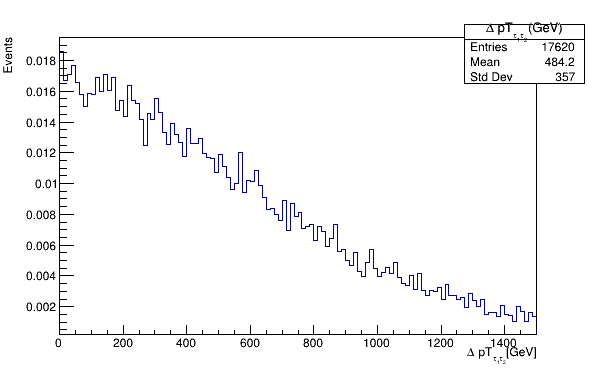 Δ pT_{τ₁τ₂}(GeV)
Entries 17620
Mean 484.2
Std Dev 357
Events
0.018
0.016
0.014
0.012
0.01
0.008
0.006
0.004
0.002
0 200 400 600 800 1000 1200 1400
Δ pT_{τ₁τ₂}[GeV]